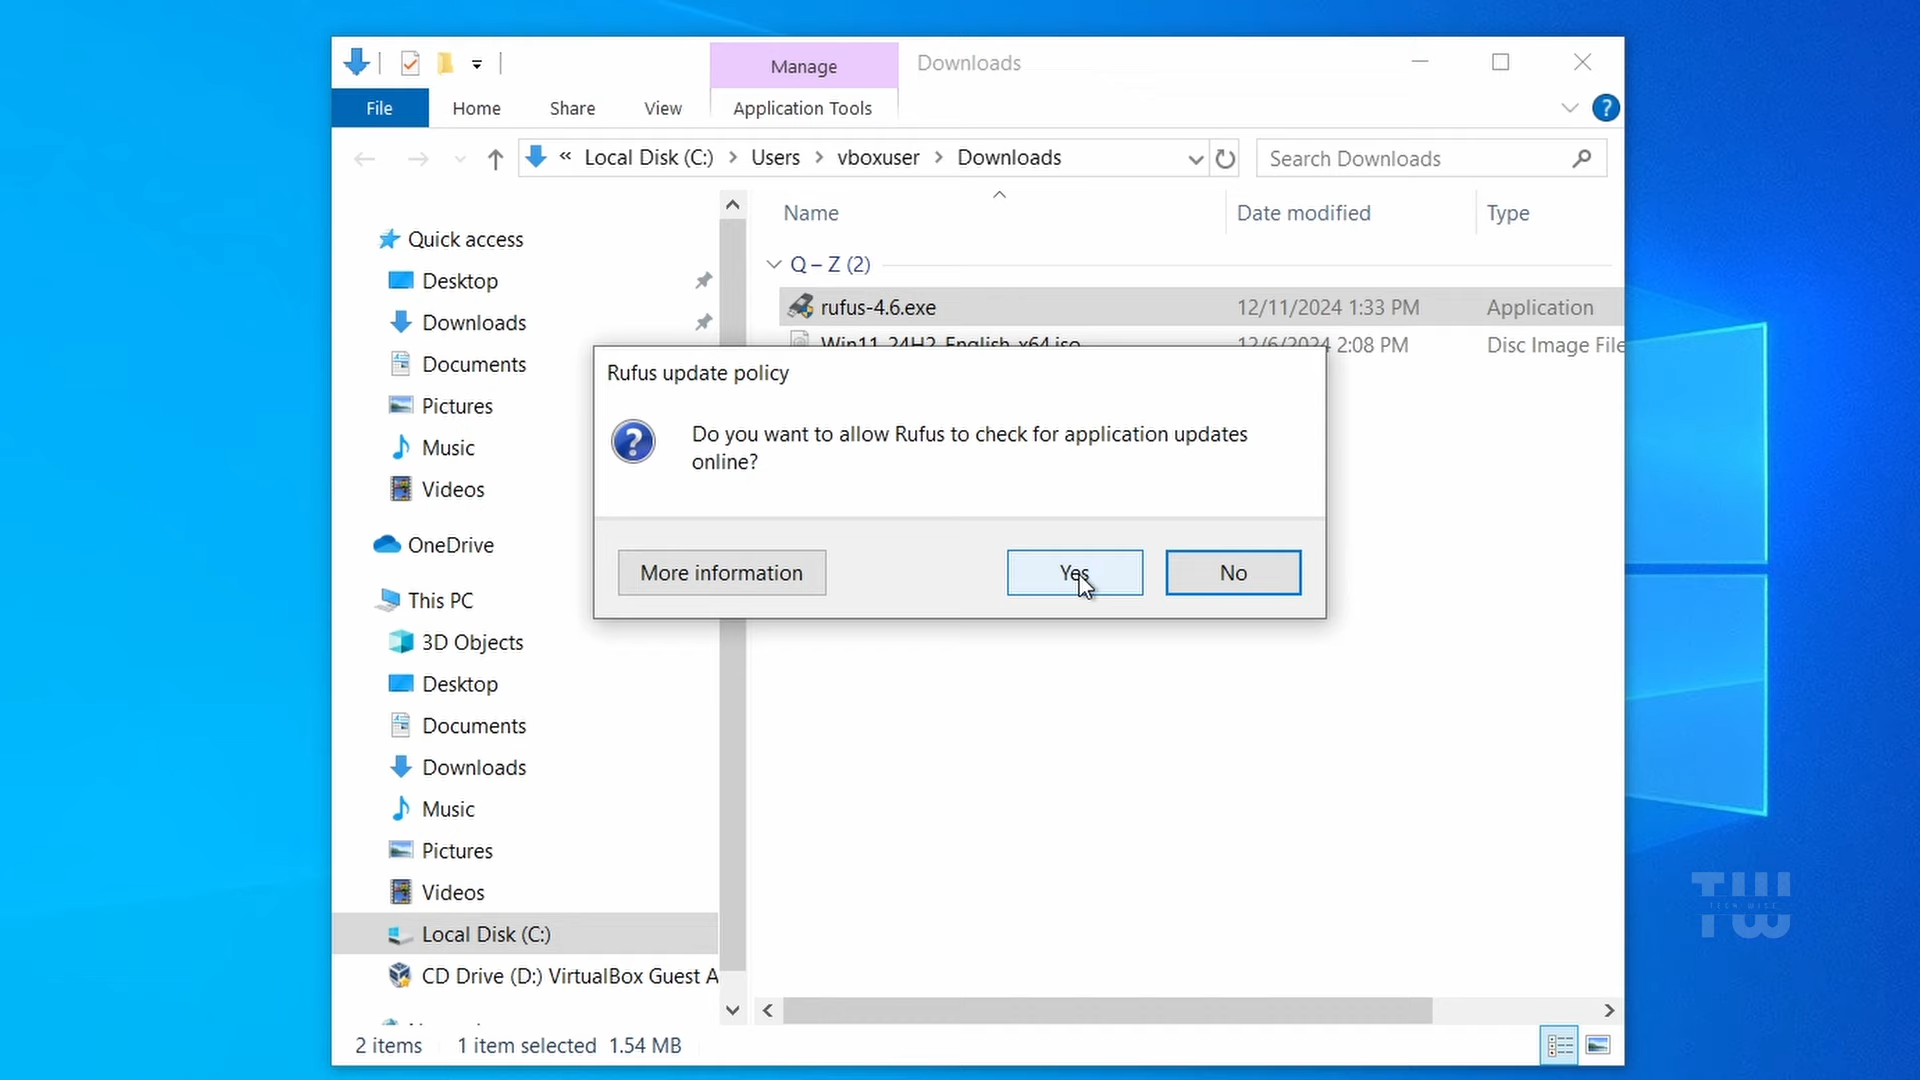 Manage
Downloads
File
Home
Share
View
Application Tools
?
« Local Disk (C:) > Users > vboxuser > Downloads
Search Downloads
Name
Date modified
Type
Quick access
Desktop
Downloads
Documents
Pictures
Music
Videos
OneDrive
This PC
3D Objects
Desktop
Documents
Downloads
Music
Pictures
Videos
Local Disk (C:)
CD Drive (D:) VirtualBox Guest A
Q – Z (2)
rufus-4.6.exe
12/11/2024 1:33 PM
Application
Win11_24H2_English_x64.iso
12/6/2024 2:08 PM
Disc Image File
Rufus update policy
Do you want to allow Rufus to check for application updates
online?
More information
Yes
No
2 items
1 item selected 1.54 MB
TW
TECH WISE